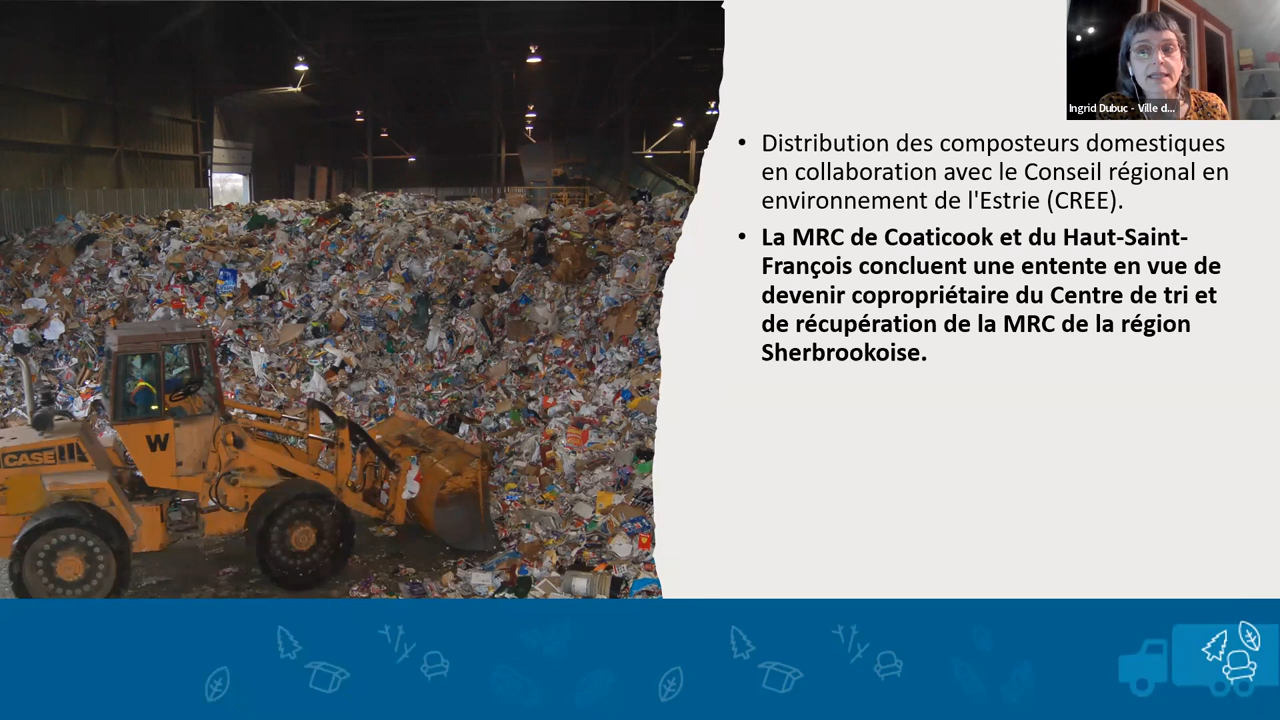 Ingrid Dubuc - Ville d...
• Distribution des composteurs domestiques
en collaboration avec le Conseil régional en
environnement de l'Estrie (CREE).
• La MRC de Coaticook et du Haut-Saint-
François concluent une entente en vue de
devenir copropriétaire du Centre de tri et
de récupération de la MRC de la région
Sherbrookoise.
W
CASE